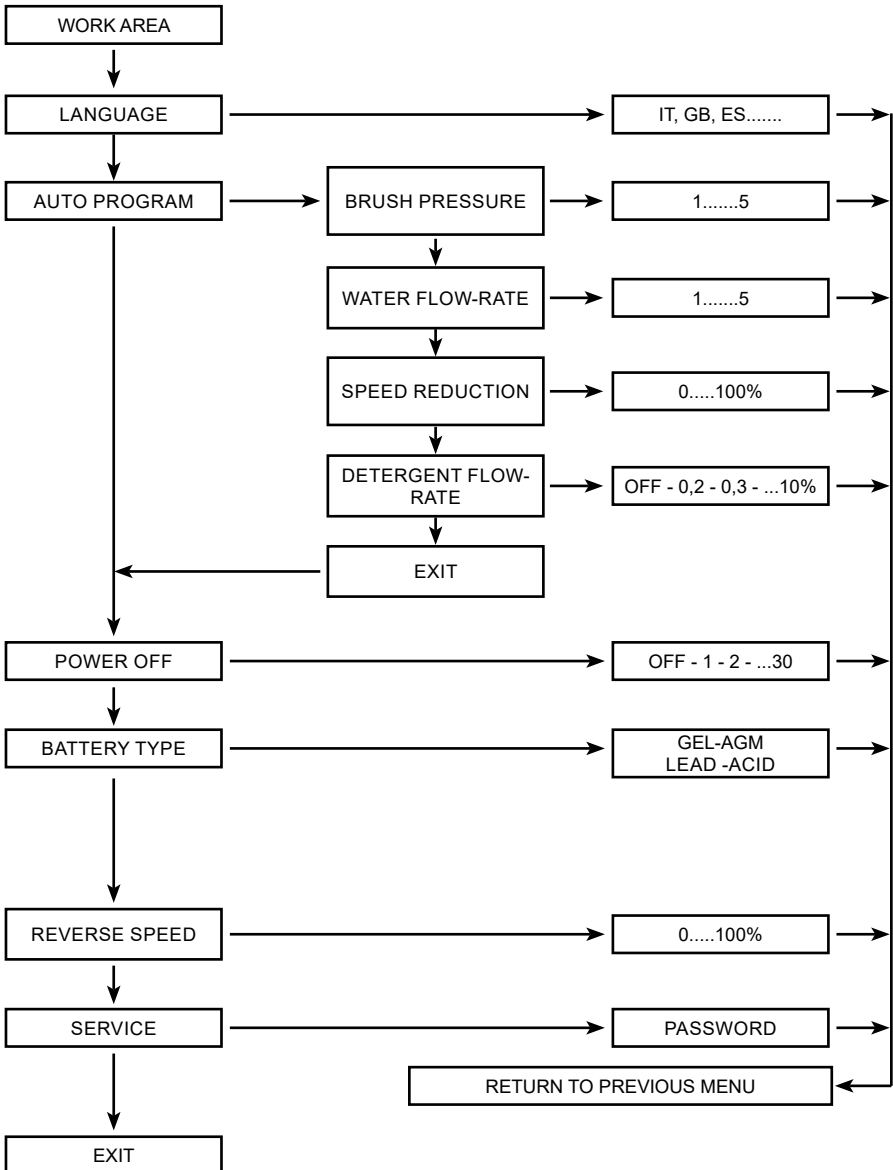 WORK AREA
LANGUAGE
IT, GB, ES.......
AUTO PROGRAM
BRUSH PRESSURE
1.......5
WATER FLOW-RATE
1.......5
SPEED REDUCTION
0.....100%
DETERGENT FLOW-
RATE
OFF - 0,2 - 0,3 - ...10%
EXIT
POWER OFF
OFF - 1 - 2 - ...30
BATTERY TYPE
GEL-AGM
LEAD -ACID
REVERSE SPEED
0.....100%
SERVICE
PASSWORD
RETURN TO PREVIOUS MENU
EXIT